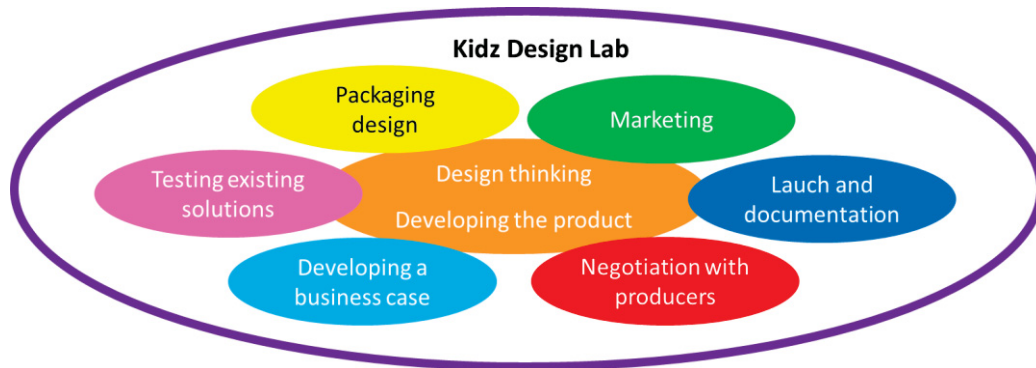 Kidz Design Lab
Packaging
design
Marketing
Testing existing
solutions
Design thinking
Developing the product
Lauch and
documentation
Developing a
business case
Negotiation with
producers